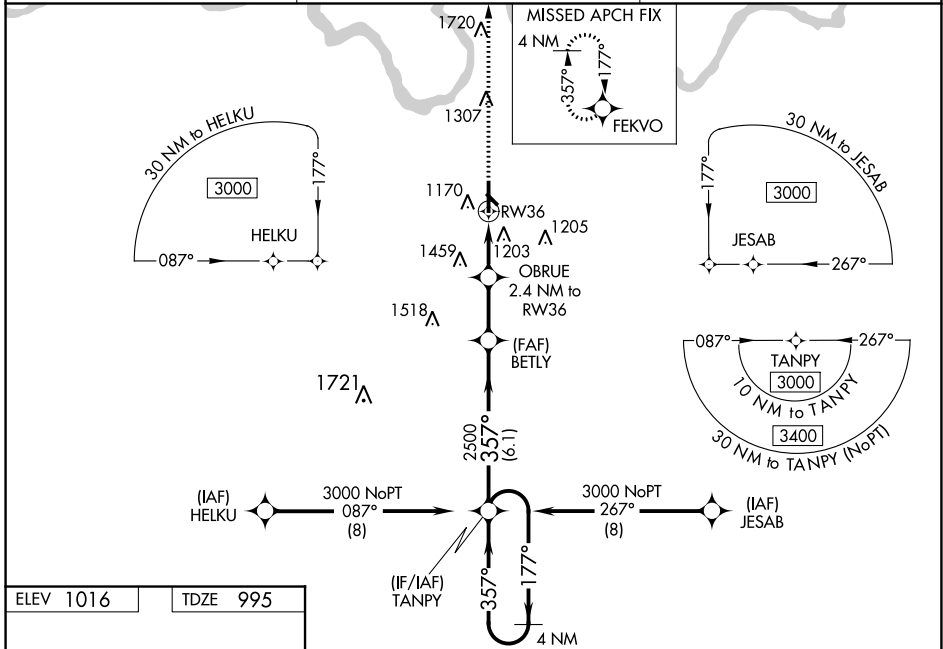 MISSED APCH FIX
4 NM
357°
177°
FEKVO
1720
1307
30 NM to HELKU
3000
177°
HELKU
087°
30 NM to JESAB
3000
177°
JESAB
267°
1170
RW36
1205
1203
1459
OBRUE
2.4 NM to
RW36
1518
(FAF)
BETLY
1721
087°
267°
TANPY
3000
10 NM to TANPY
3400
30 NM to TANPY (NoPT)
2500
357°
(6.1)
(IAF)
HELKU
3000 NoPT
087°
(8)
3000 NoPT
267°
(8)
(IAF)
JESAB
(IF/IAF)
TANPY
357°
177°
4 NM
ELEV 1016
TDZE 995